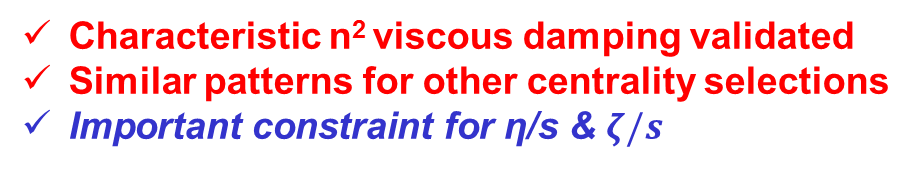 ✓ Characteristic n² viscous damping validated
✓ Similar patterns for other centrality selections
✓ Important constraint for η/s & ζ/s